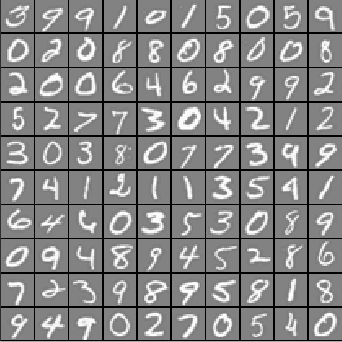 3 9 9 1 0 1 5 0 5 9
0 2 0 8 8 0 8 0 0 8
2 0 0 6 4 6 2 9 9 2
5 2 7 7 3 0 4 2 1 2
3 0 3 8 0 7 7 3 9 9
7 4 1 2 1 1 3 5 4 1
6 4 6 0 3 5 3 0 8 9
0 9 4 8 9 4 5 2 8 6
7 2 3 9 8 9 5 8 1 8
9 4 9 0 2 7 0 5 4 0